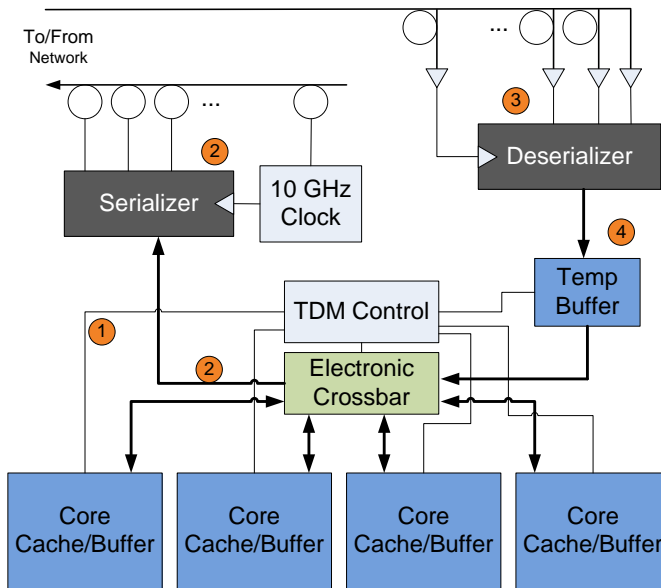 To/From
Network
...
...
3
2
Deserializer
Serializer
10 GHz
Clock
4
Temp
Buffer
TDM Control
1
2
Electronic
Crossbar
Core
Cache/Buffer
Core
Cache/Buffer
Core
Cache/Buffer
Core
Cache/Buffer